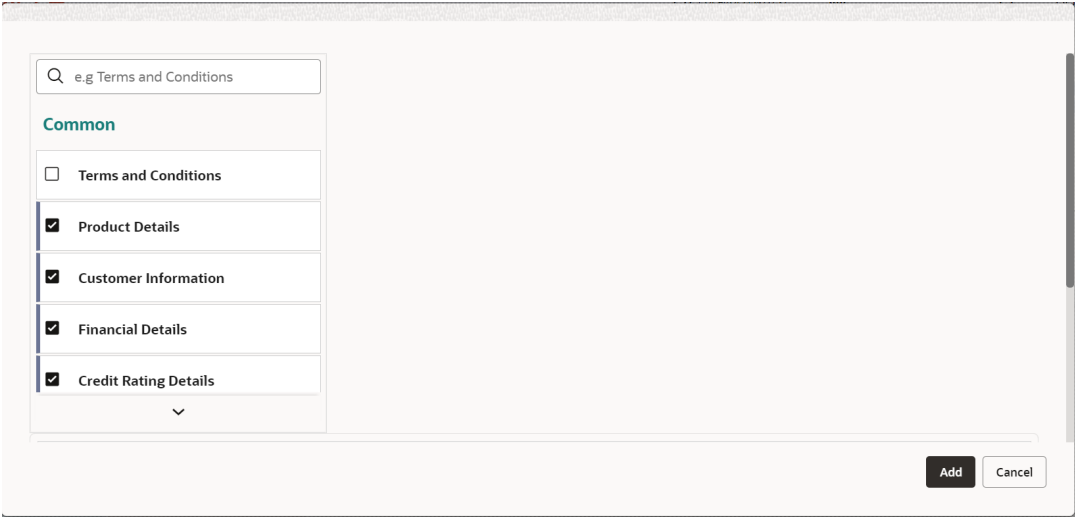 e.g Terms and Conditions
Common
Terms and Conditions
Product Details
Customer Information
Financial Details
Credit Rating Details
Add
Cancel